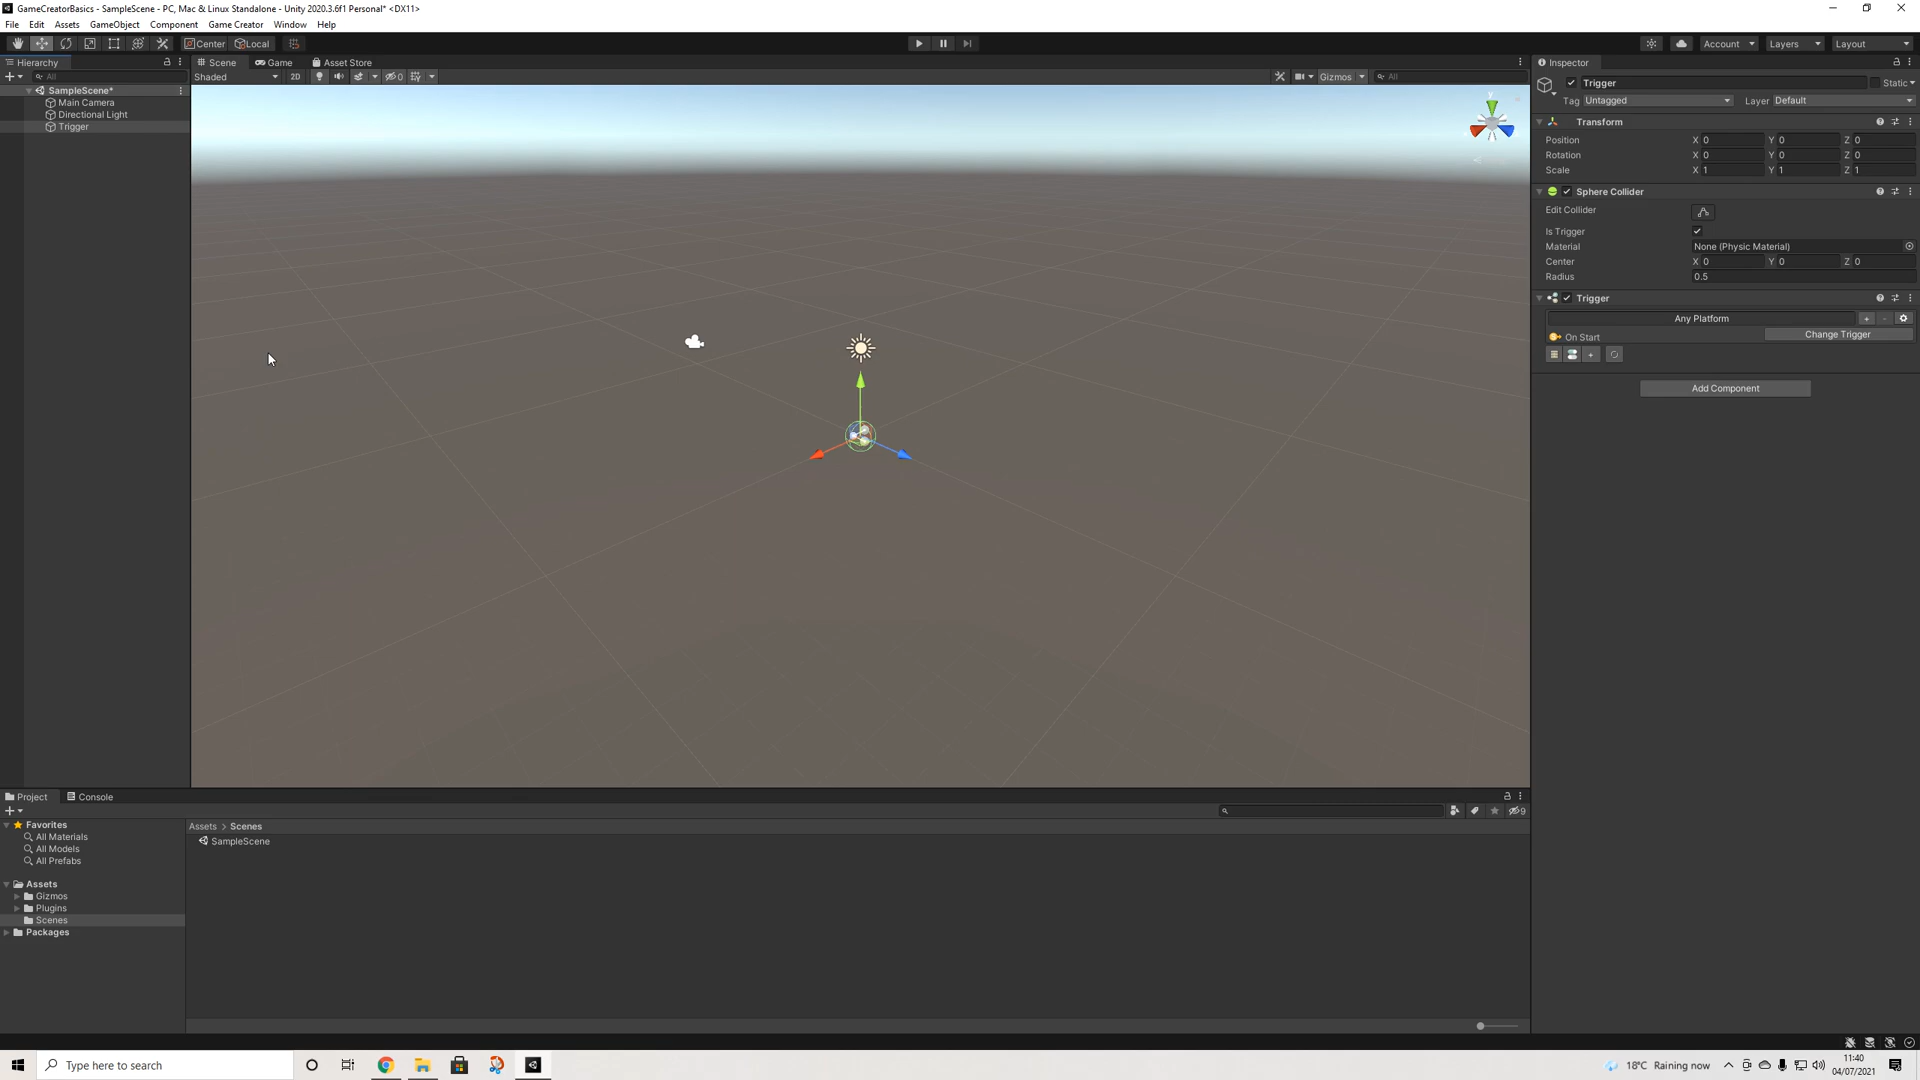 GameCreatorBasics - SampleScene - PC, Mac & Linux Standalone - Unity 2020.3.6f1 Personal* <DX11>
File Edit Assets GameObject Component Game Creator Window Help
Center Local Account Layers Layout
Hierarchy Scene Game Asset Store Inspector
All Shaded 2D 0 Gizmos All Trigger Static
SampleScene*
Main Camera
Directional Light
Trigger
Tag Untagged Layer Default
Transform
Position X 0 Y 0 Z 0
Rotation X 0 Y 0 Z 0
Scale X 1 Y 1 Z 1
Sphere Collider
Edit Collider
Is Trigger
Material None (Physic Material)
Center X 0 Y 0 Z 0
Radius 0.5
Trigger
Any Platform
On Start Change Trigger
Add Component
y
Project Console
9
Favorites
All Materials
All Models
All Prefabs
Assets
Gizmos
Plugins
Scenes
Packages
Assets > Scenes
SampleScene
Type here to search
18°C Raining now
11:40
04/07/2021